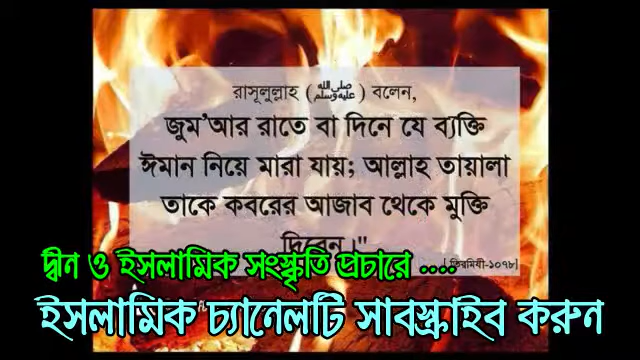 রাসূলুল্লাহ (ﷺ) বলেন,
জুম'আর রাতে বা দিনে যে ব্যক্তি
ঈমান নিয়ে মারা যায়; আল্লাহ তায়ালা
তাকে কবরের আজাব থেকে মুক্তি
দিবেন।"
[ তিরমিযী-১০৭৮]
দ্বীন ও ইসলামিক সংস্কৃতি প্রচারে ....
ইসলামিক চ্যানেলটি সাবস্ক্রাইব করুন